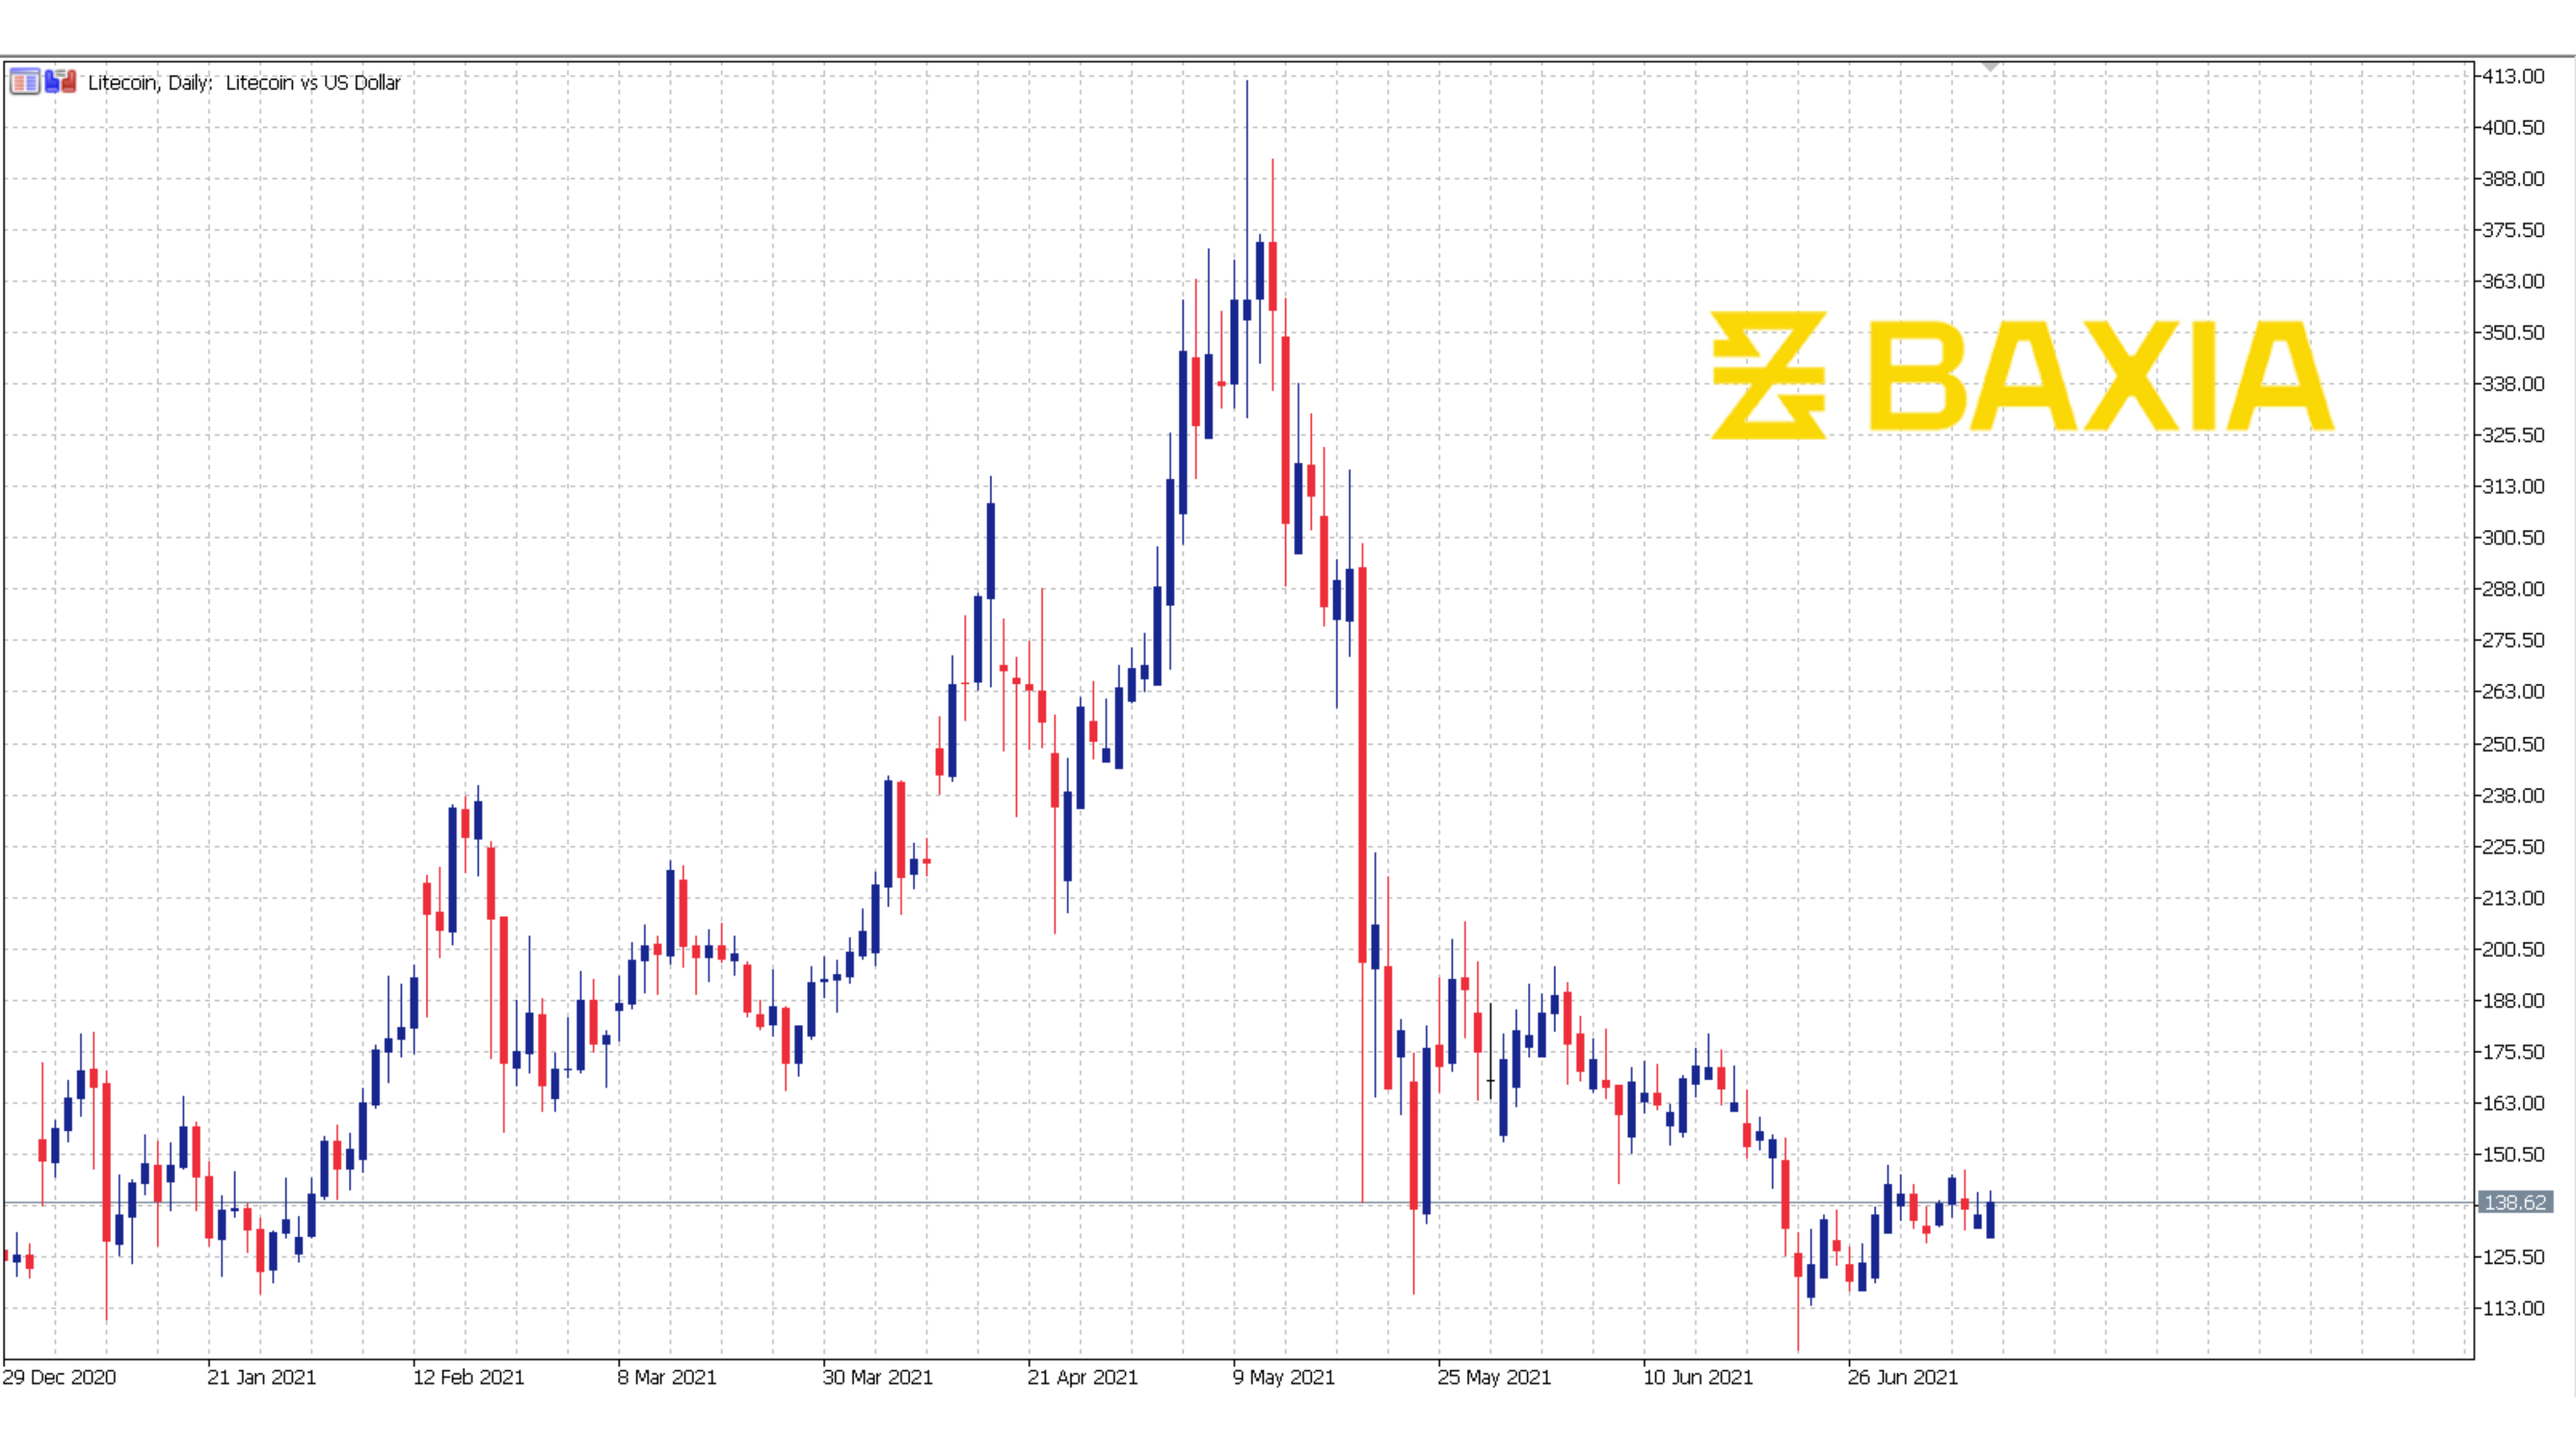 Litecoin, Daily: Litecoin vs US Dollar
413.00
400.50
388.00
375.50
363.00
BAXIA
350.50
338.00
325.50
313.00
300.50
288.00
275.50
263.00
250.50
238.00
225.50
213.00
200.50
188.00
175.50
163.00
150.50
138.62
125.50
113.00
29 Dec 2020
21 Jan 2021
12 Feb 2021
8 Mar 2021
30 Mar 2021
21 Apr 2021
9 May 2021
25 May 2021
10 Jun 2021
26 Jun 2021